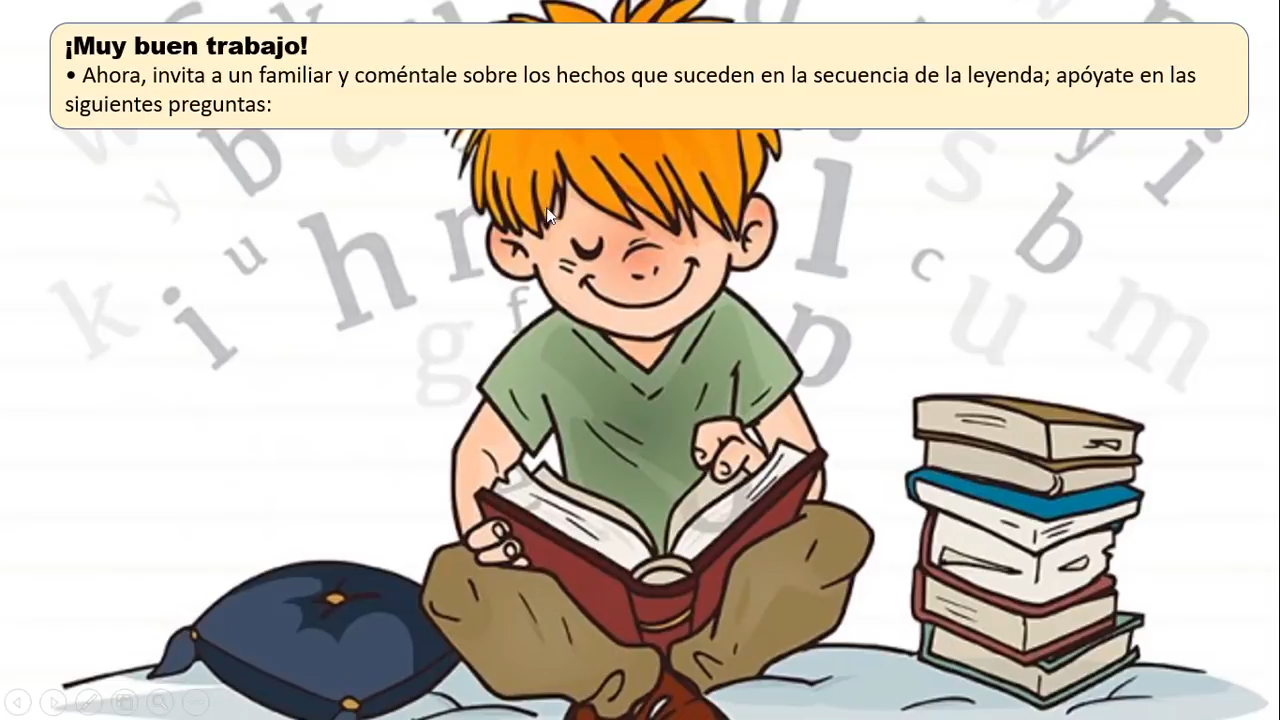 ¡Muy buen trabajo!
• Ahora, invita a un familiar y coméntale sobre los hechos que suceden en la secuencia de la leyenda; apóyate en las
siguientes preguntas: